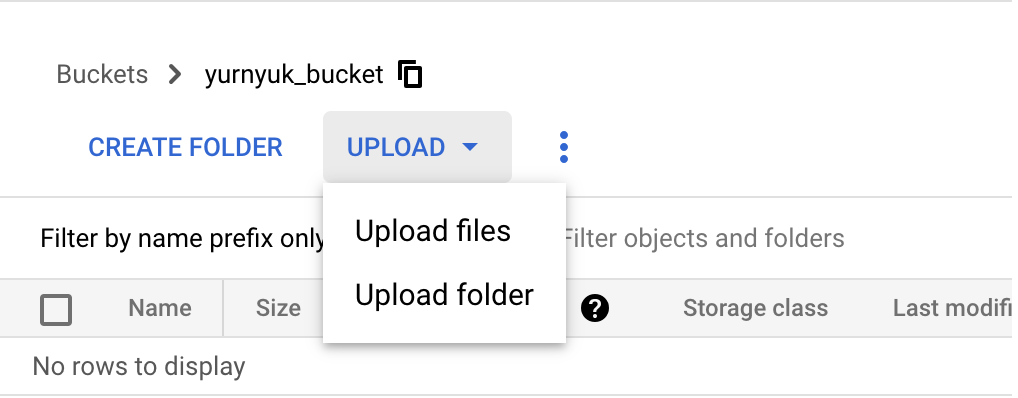 Buckets > yurnyuk_bucket
CREATE FOLDER UPLOAD
Upload files
Filter by name prefix only Filter objects and folders
Upload folder
Name Size ? Storage class Last modifi
No rows to display